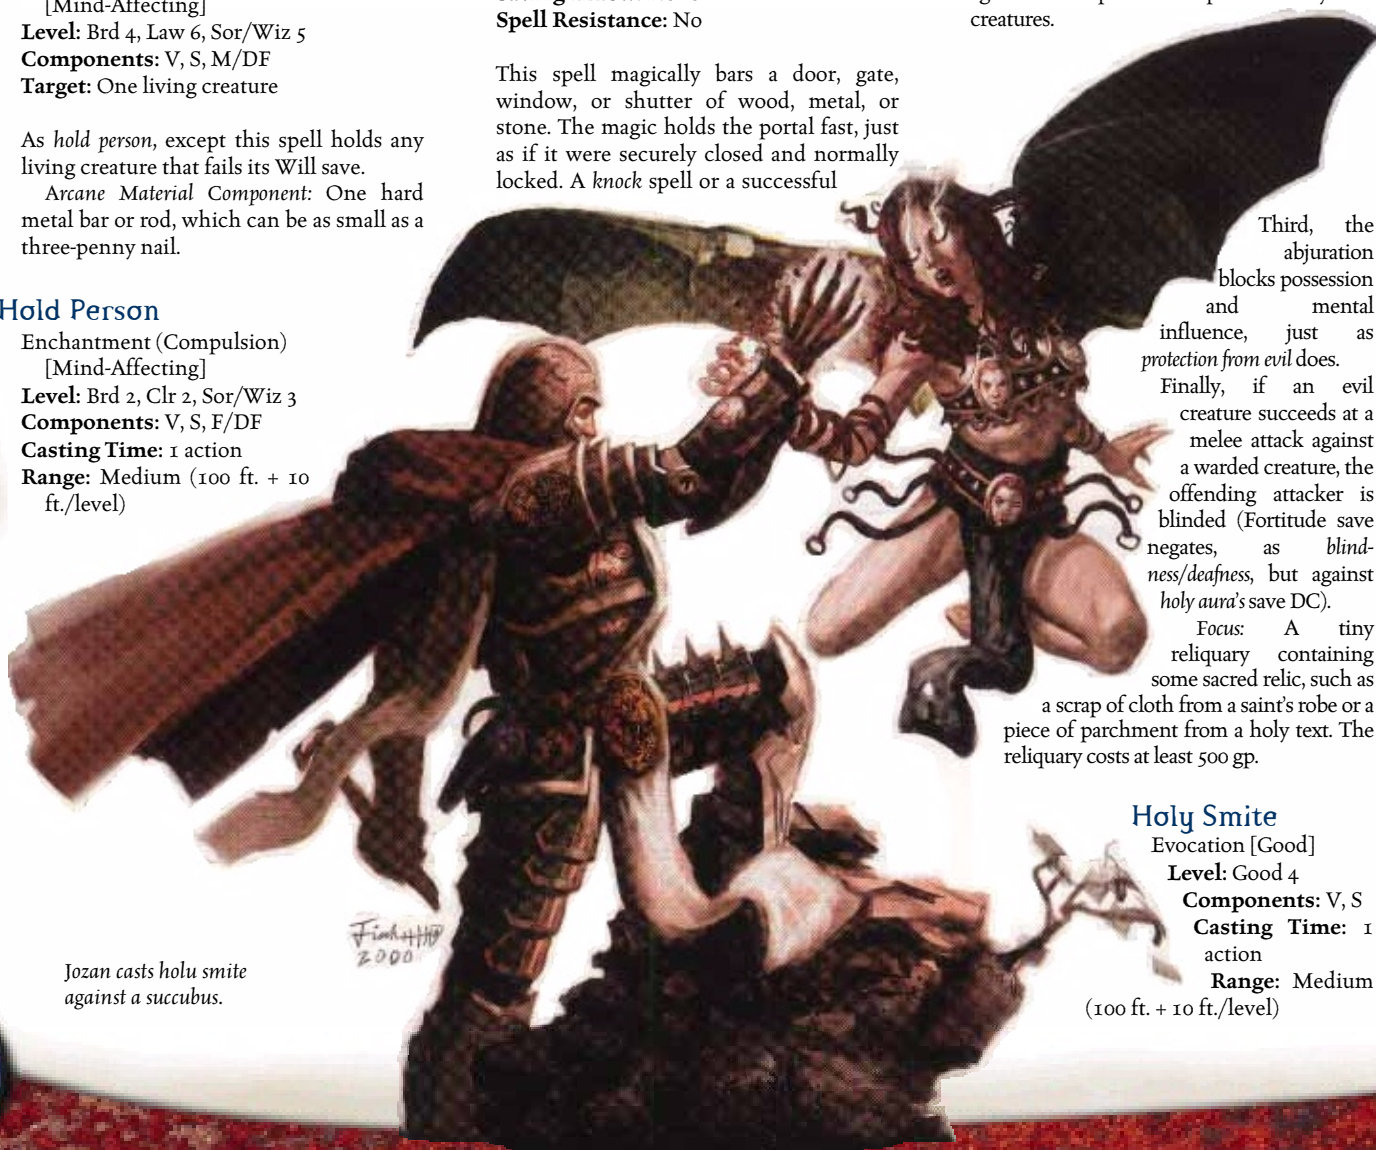 [Mind-Affecting]
Level: Brd 4, Law 6, Sor/Wiz 5
Components: V, S, M/DF
Target: One living creature
As hold person, except this spell holds any
living creature that fails its Will save.
Arcane Material Component: One hard
metal bar or rod, which can be as small as a
three-penny nail.
Hold Person
Enchantment (Compulsion)
[Mind-Affecting]
Level: Brd 2, Clr 2, Sor/Wiz 3
Components: V, S, F/DF
Casting Time: 1 action
Range: Medium (100 ft. + 10
ft./level)
Jozan casts holu smite
against a succubus.
2000
Spell Resistance: No
This spell magically bars a door, gate,
window, or shutter of wood, metal, or
stone. The magic holds the portal fast, just
as if it were securely closed and normally
locked. A knock spell or a successful
creatures.
Third, the
abjuration
blocks possession
and mental
influence, just as
protection from evil does.
Finally, if an evil
creature succeeds at a
melee attack against
a warded creature, the
offending attacker is
blinded (Fortitude save
negates, as blind-
ness/deafness, but against
holy aura's save DC).
Focus: A tiny
reliquary containing
some sacred relic, such as
a scrap of cloth from a saint's robe or a
piece of parchment from a holy text. The
reliquary costs at least 500 gp.
Holy Smite
Evocation [Good]
Level: Good 4
Components: V, S
Casting Time: 1
action
Range: Medium
(100 ft. + 10 ft./level)